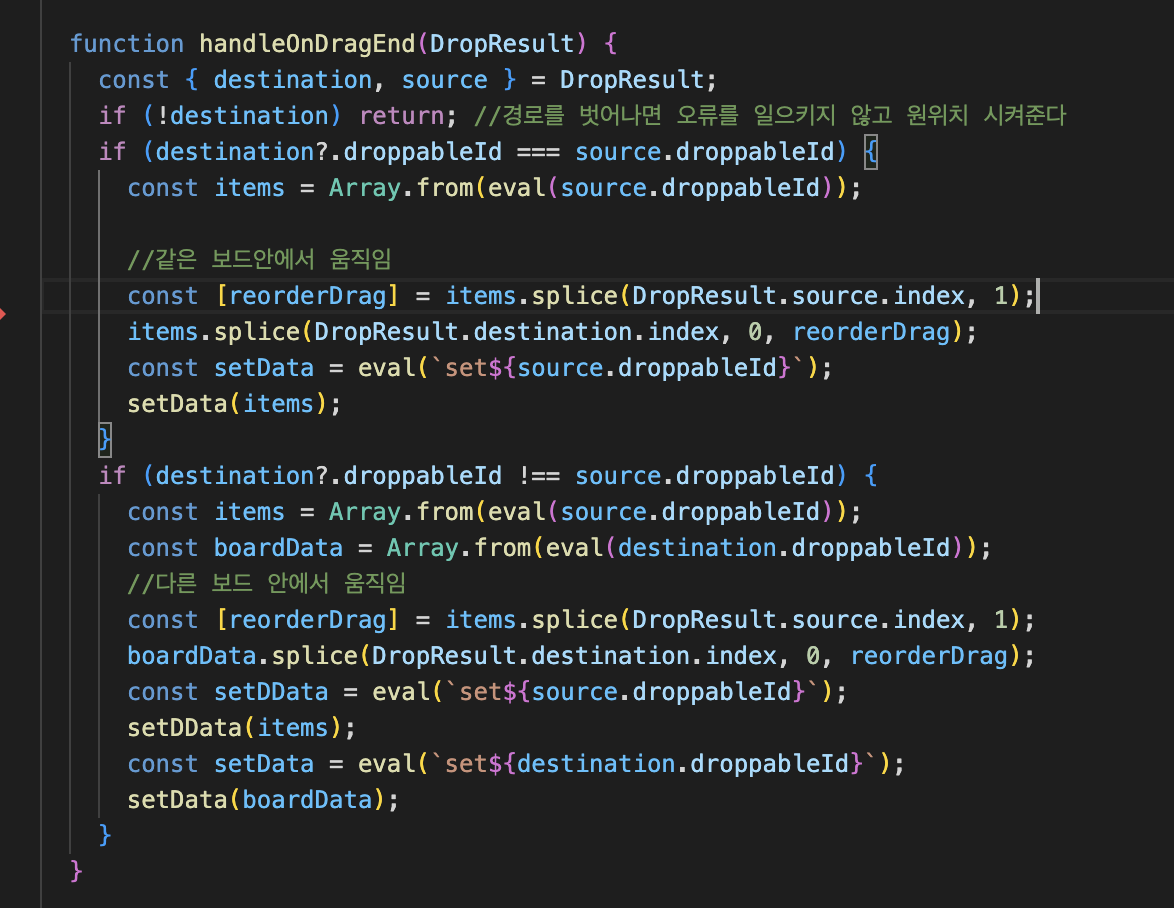 function handleOnDragEnd(DropResult) {
const { destination, source } = DropResult;
if (!destination) return; //경로를 벗어나면 오류를 일으키지 않고 원위치 시켜준다
if (destination?.droppableId === source.droppableId) {
const items = Array.from(eval(source.droppableId));
//같은 보드안에서 움직임
const [reorderDrag] = items.splice(DropResult.source.index, 1);
items.splice(DropResult.destination.index, 0, reorderDrag);
const setData = eval(`set${source.droppableId}`);
setData(items);
}
if (destination?.droppableId !== source.droppableId) {
const items = Array.from(eval(source.droppableId));
const boardData = Array.from(eval(destination.droppableId));
//다른 보드 안에서 움직임
const [reorderDrag] = items.splice(DropResult.source.index, 1);
boardData.splice(DropResult.destination.index, 0, reorderDrag);
const setDData = eval(`set${source.droppableId}`);
setDData(items);
const setData = eval(`set${destination.droppableId}`);
setData(boardData);
}
}